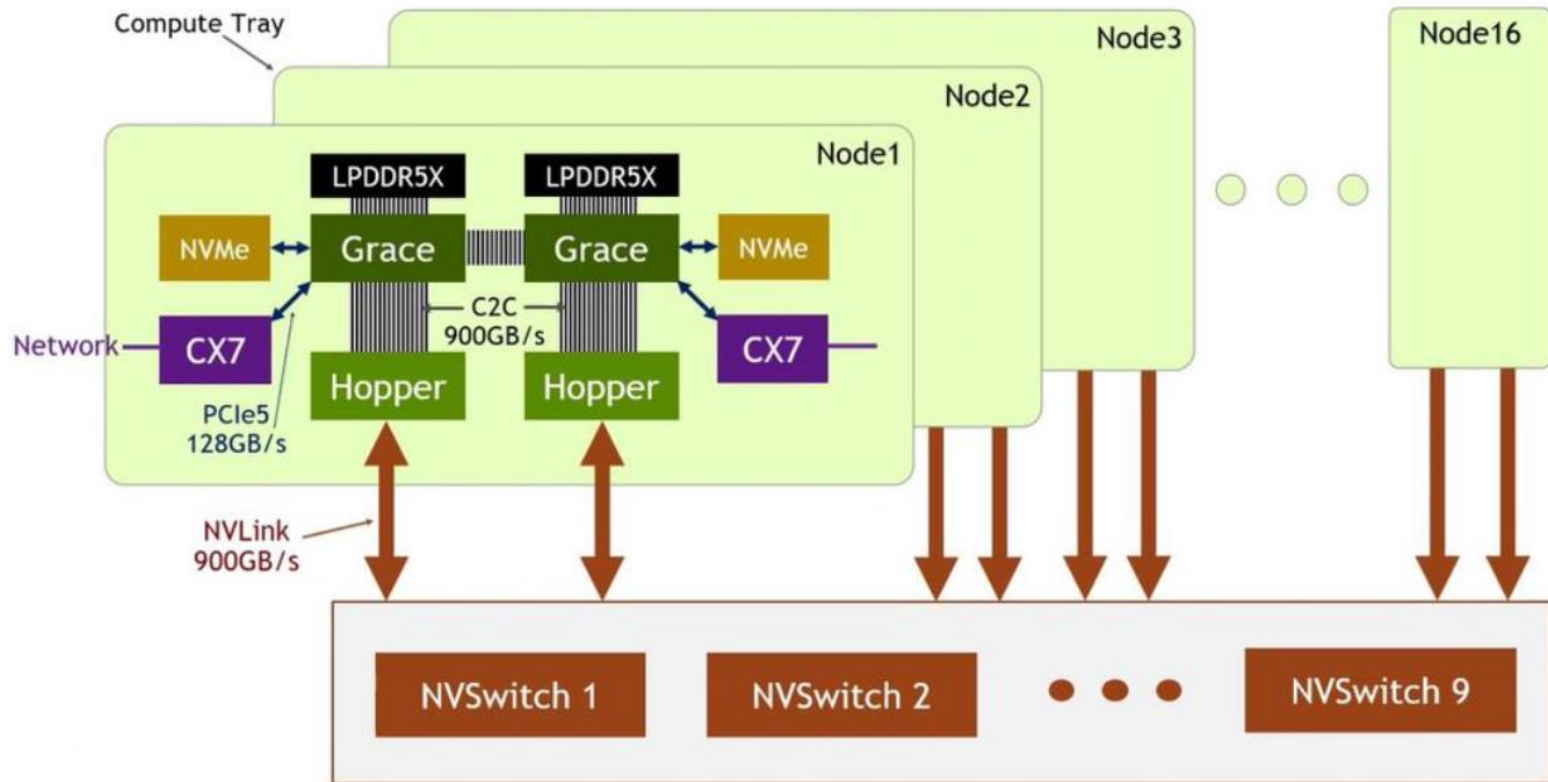 Compute Tray
Node3
Node16
Node2
Node1
LPDDR5X
LPDDR5X
NVMe
Grace
Grace
NVMe
C2C
900GB/s
Network
CX7
CX7
Hopper
Hopper
PCIe5
128GB/s
NVLink
900GB/s
NVSwitch 1
NVSwitch 2
NVSwitch 9